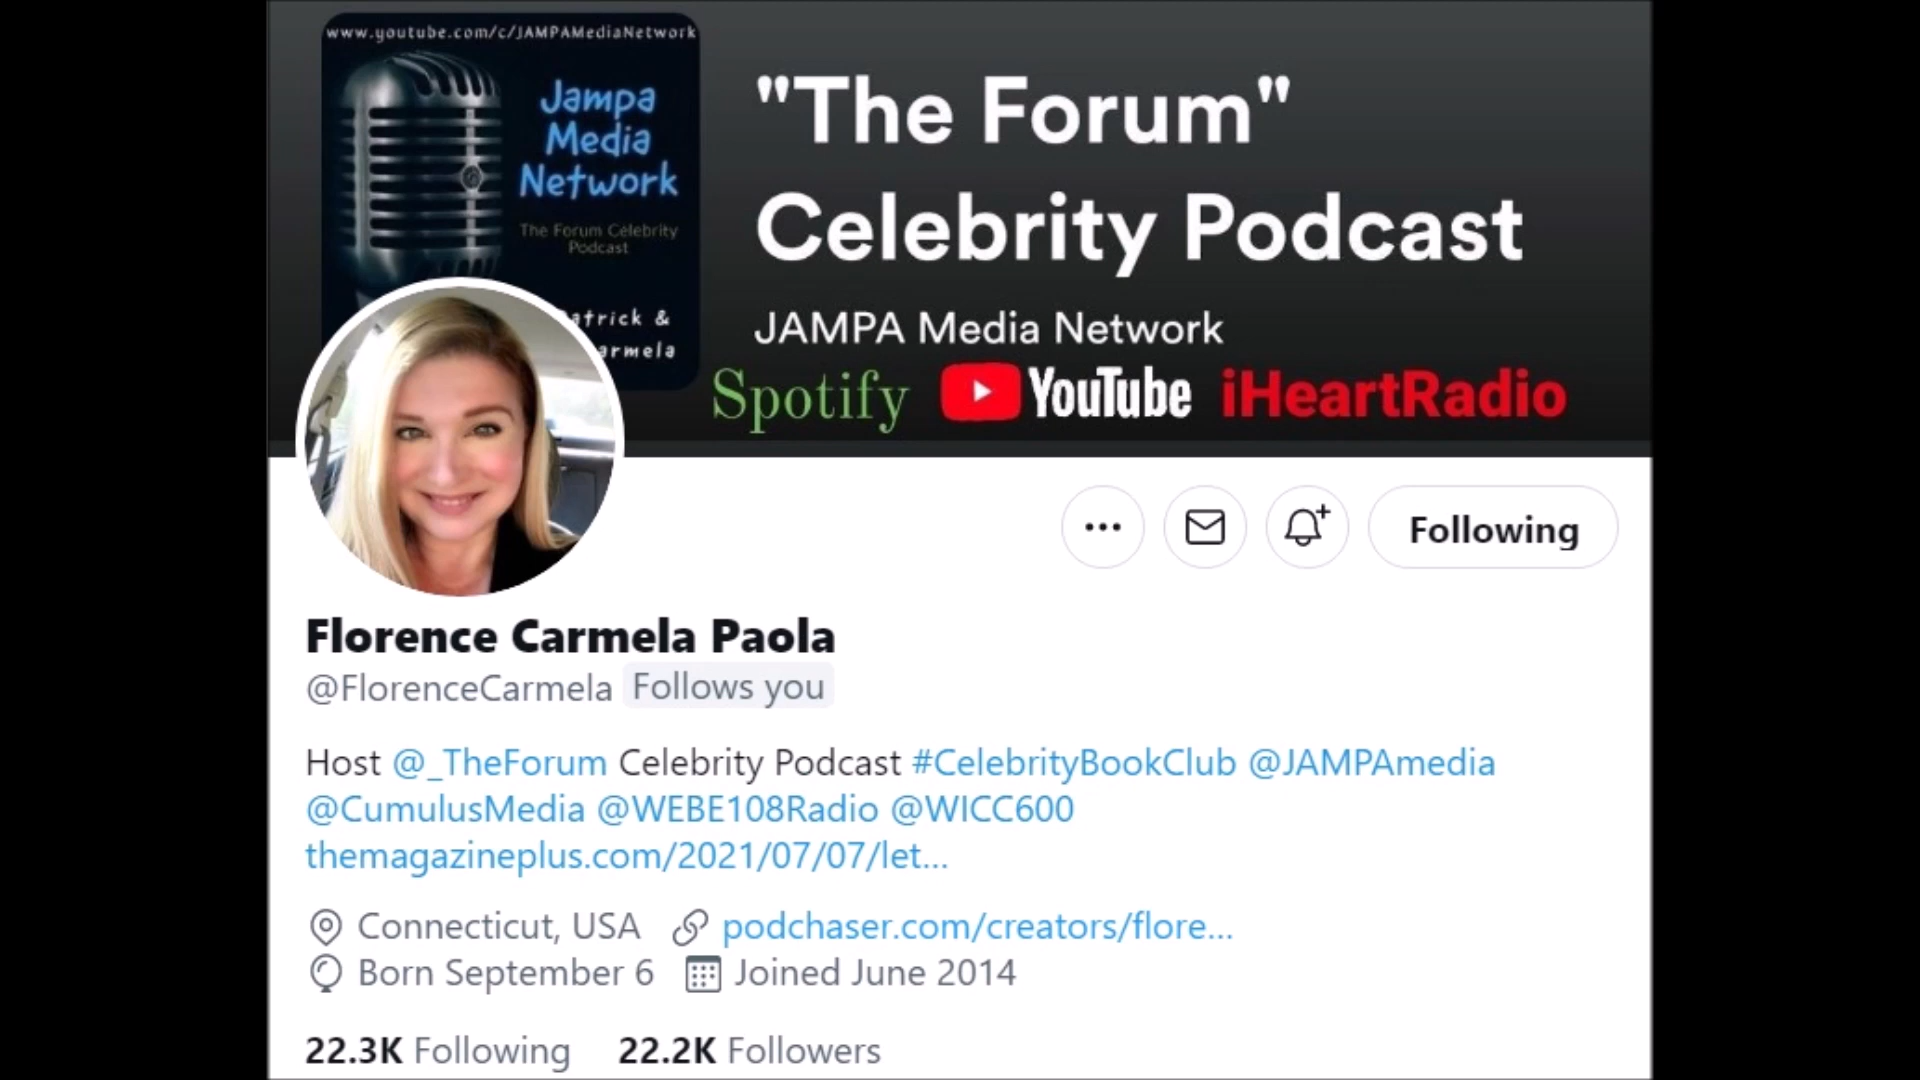 www.youtube.com/c/JAMPAMediaNetwork
Jampa
Media
Network
The Forum Celebrity
Podcast
atrick &
armela
"The Forum"
Celebrity Podcast
JAMPA Media Network
Spotify YouTube iHeartRadio
Following
Florence Carmela Paola
@FlorenceCarmela Follows you
Host @_TheForum Celebrity Podcast #CelebrityBookClub @JAMPAmedia
@CumulusMedia @WEBE108Radio @WICC600
themagazineplus.com/2021/07/07/let...
Connecticut, USA podchaser.com/creators/flore...
Born September 6 Joined June 2014
22.3K Following 22.2K Followers